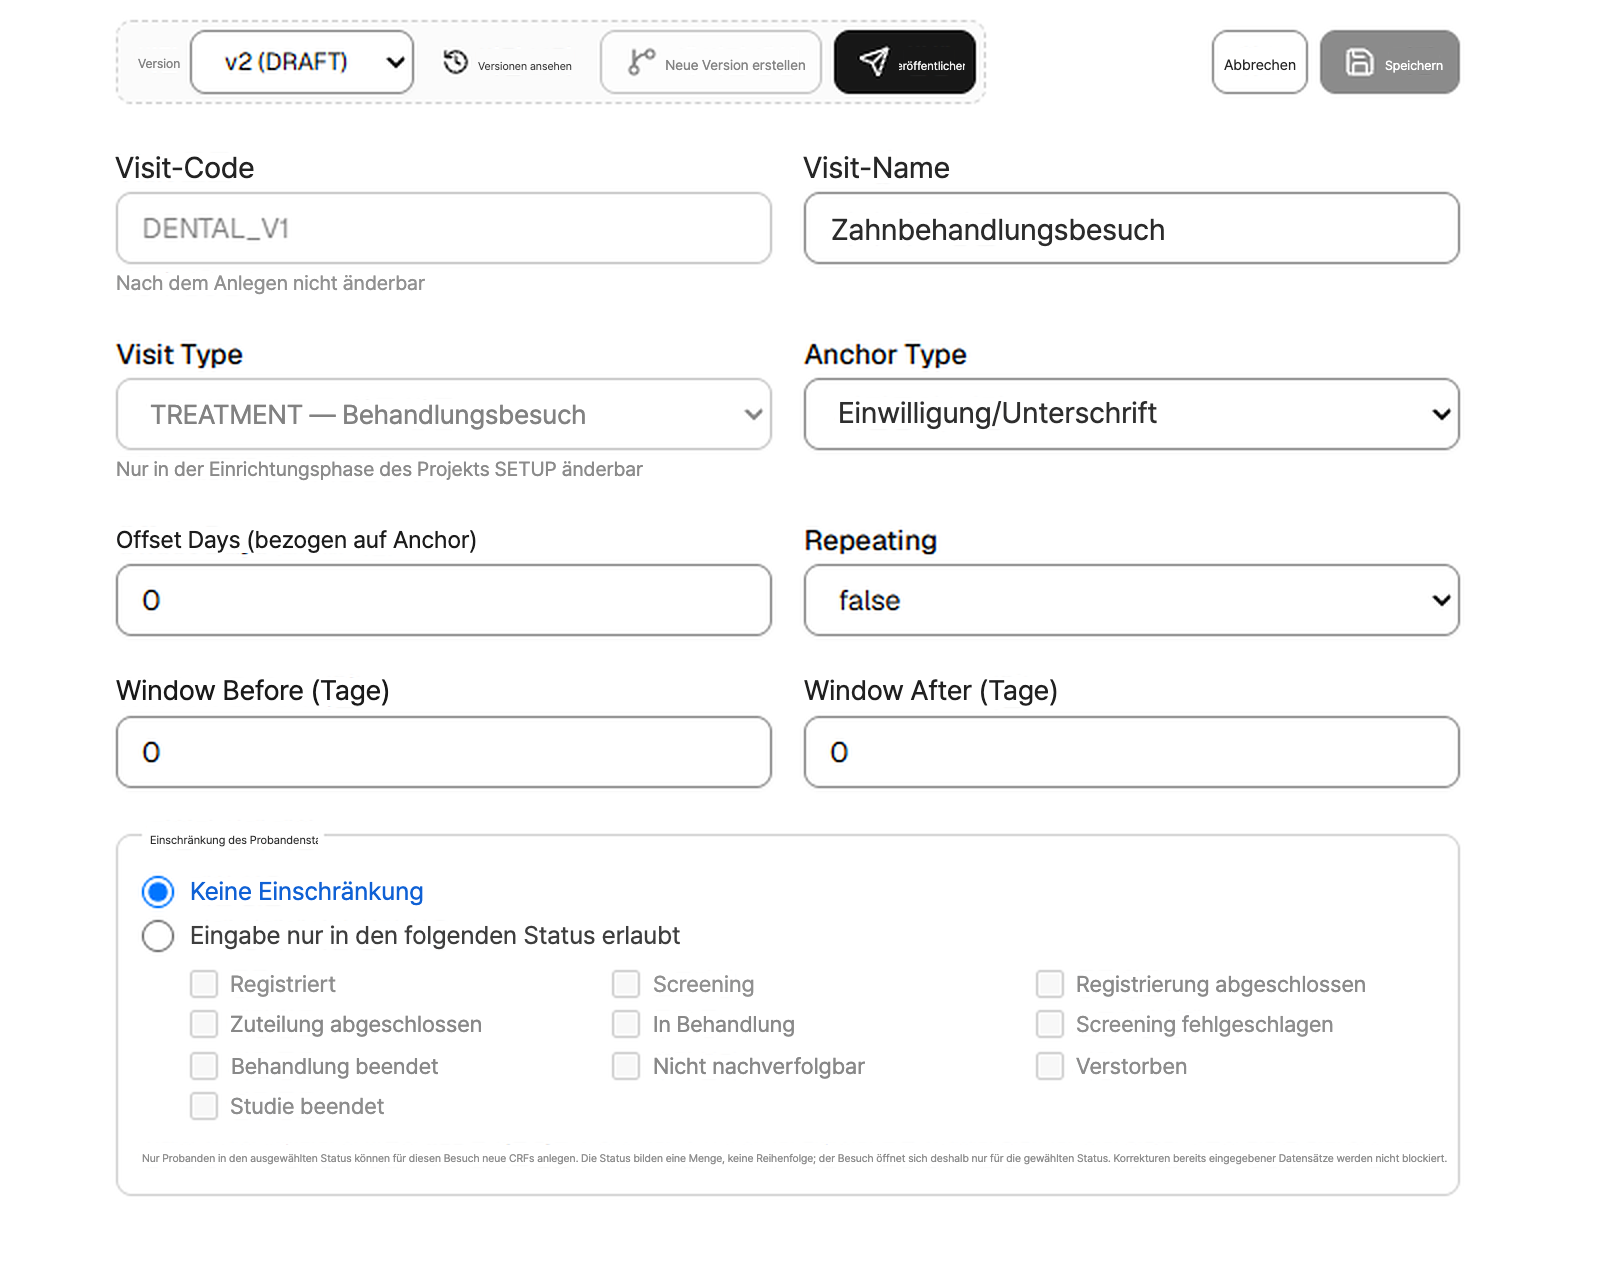 Version
v2 (DRAFT)
Versionen ansehen
Neue Version erstellen
eröffentlichen
Abbrechen
Speichern
Visit-Code
Visit-Name
DENTAL_V1
Zahnbehandlungsbesuch
Nach dem Anlegen nicht änderbar
Visit Type
Anchor Type
TREATMENT — Behandlungsbesuch
Einwilligung/Unterschrift
Nur in der Einrichtungsphase des Projekts SETUP änderbar
Offset Days (bezogen auf Anchor)
Repeating
0
false
Window Before (Tage)
Window After (Tage)
0
0
Einschränkung des Probandensta
Keine Einschränkung
Eingabe nur in den folgenden Status erlaubt
Registriert
Screening
Registrierung abgeschlossen
Zuteilung abgeschlossen
In Behandlung
Screening fehlgeschlagen
Behandlung beendet
Nicht nachverfolgbar
Verstorben
Studie beendet
Nur Probanden in den ausgewählten Status können für diesen Besuch neue CRFs anlegen. Die Status bilden eine Menge, keine Reihenfolge; der Besuch öffnet sich deshalb nur für die gewählten Status. Korrekturen bereits eingegebener Datensätze werden nicht blockiert.